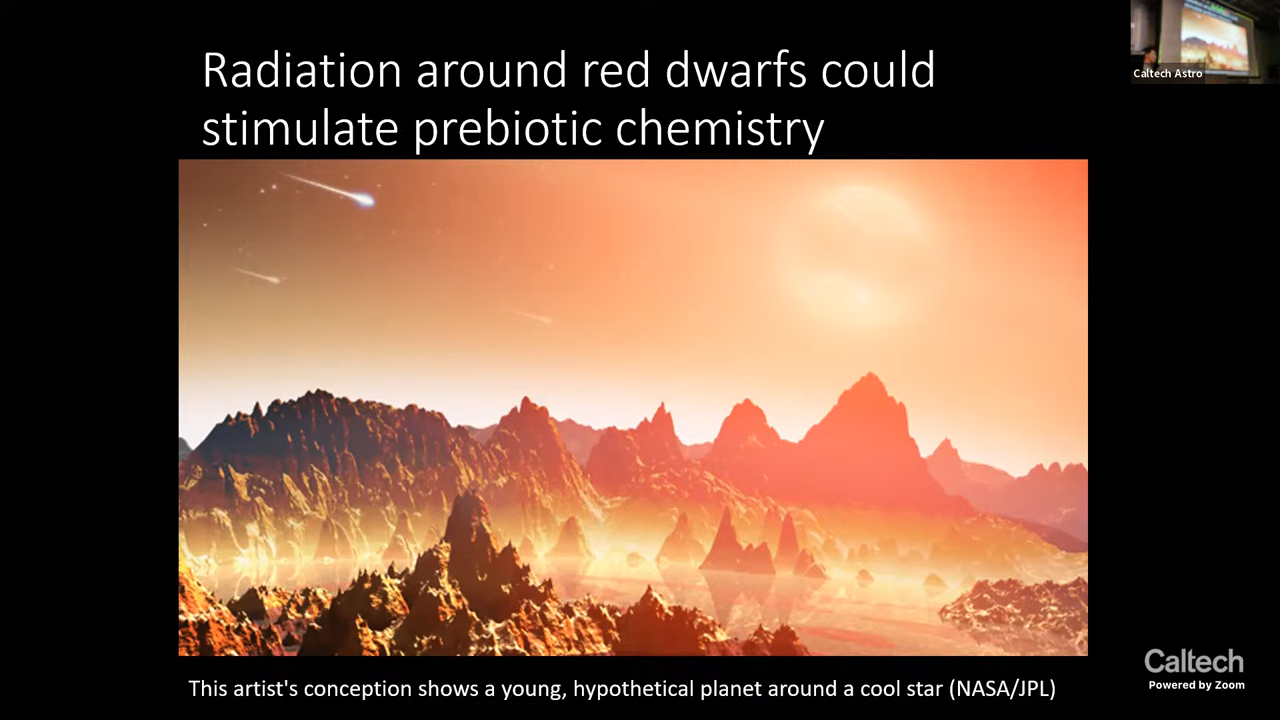 Radiation around red dwarfs could
stimulate prebiotic chemistry
Caltech Astro
This artist's conception shows a young, hypothetical planet around a cool star (NASA/JPL)
Caltech
Powered by Zoom